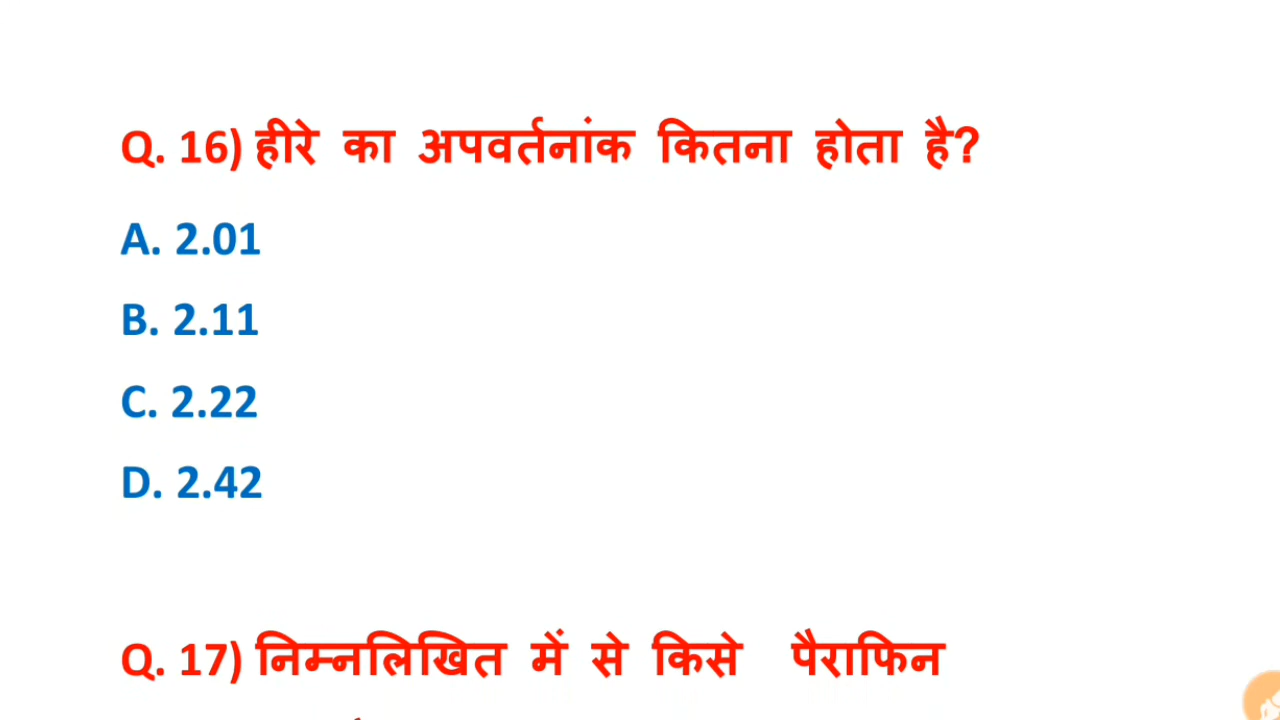 Q. 16) हीरे का अपवर्तनांक कितना होता है?
A. 2.01
B. 2.11
C. 2.22
D. 2.42
Q. 17) निम्नलिखित में से किसे पैराफिन